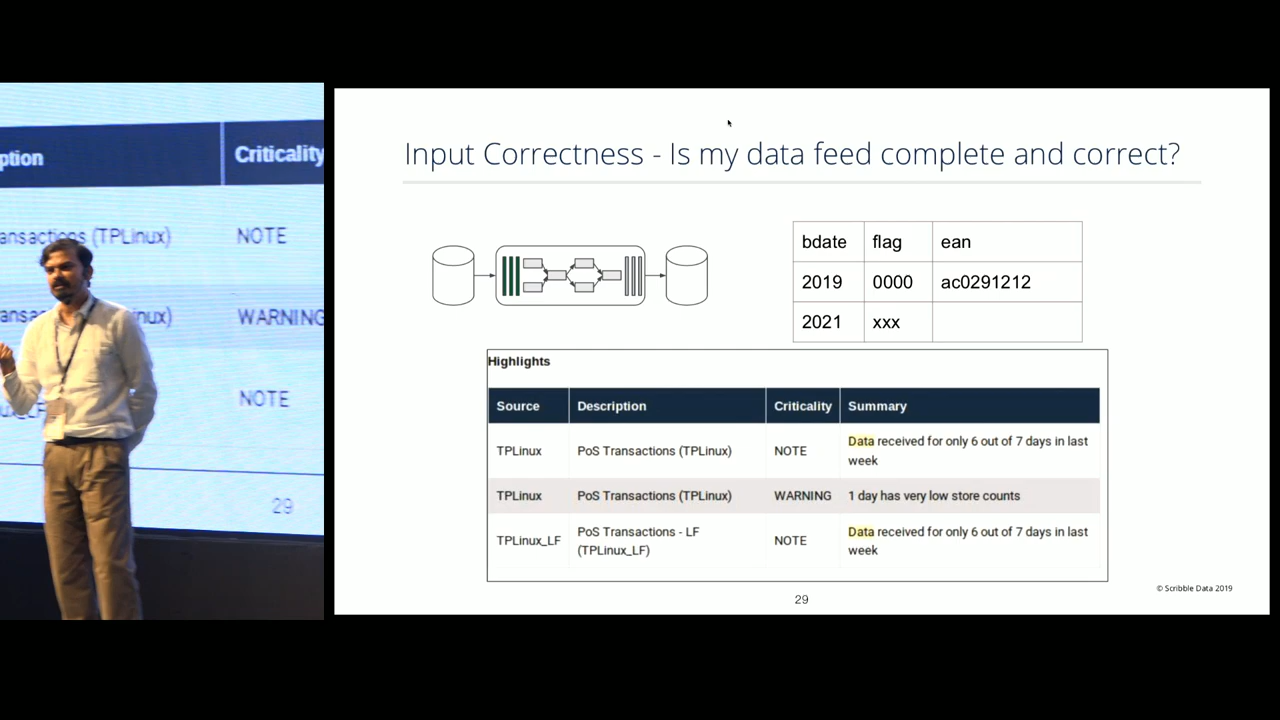 ption
Criticality
ansactions (TPLinux)
NOTE
WARNING
NOTE
29
Input Correctness - Is my data feed complete and correct?
bdate flag ean
2019 0000 ac0291212
2021 xxx
Highlights
Source Description Criticality Summary
TPLinux PoS Transactions (TPLinux) NOTE Data received for only 6 out of 7 days in last
week
TPLinux PoS Transactions (TPLinux) WARNING 1 day has very low store counts
TPLinux_LF PoS Transactions - LF
(TPLinux_LF) NOTE Data received for only 6 out of 7 days in last
week
© Scribble Data 2019
29